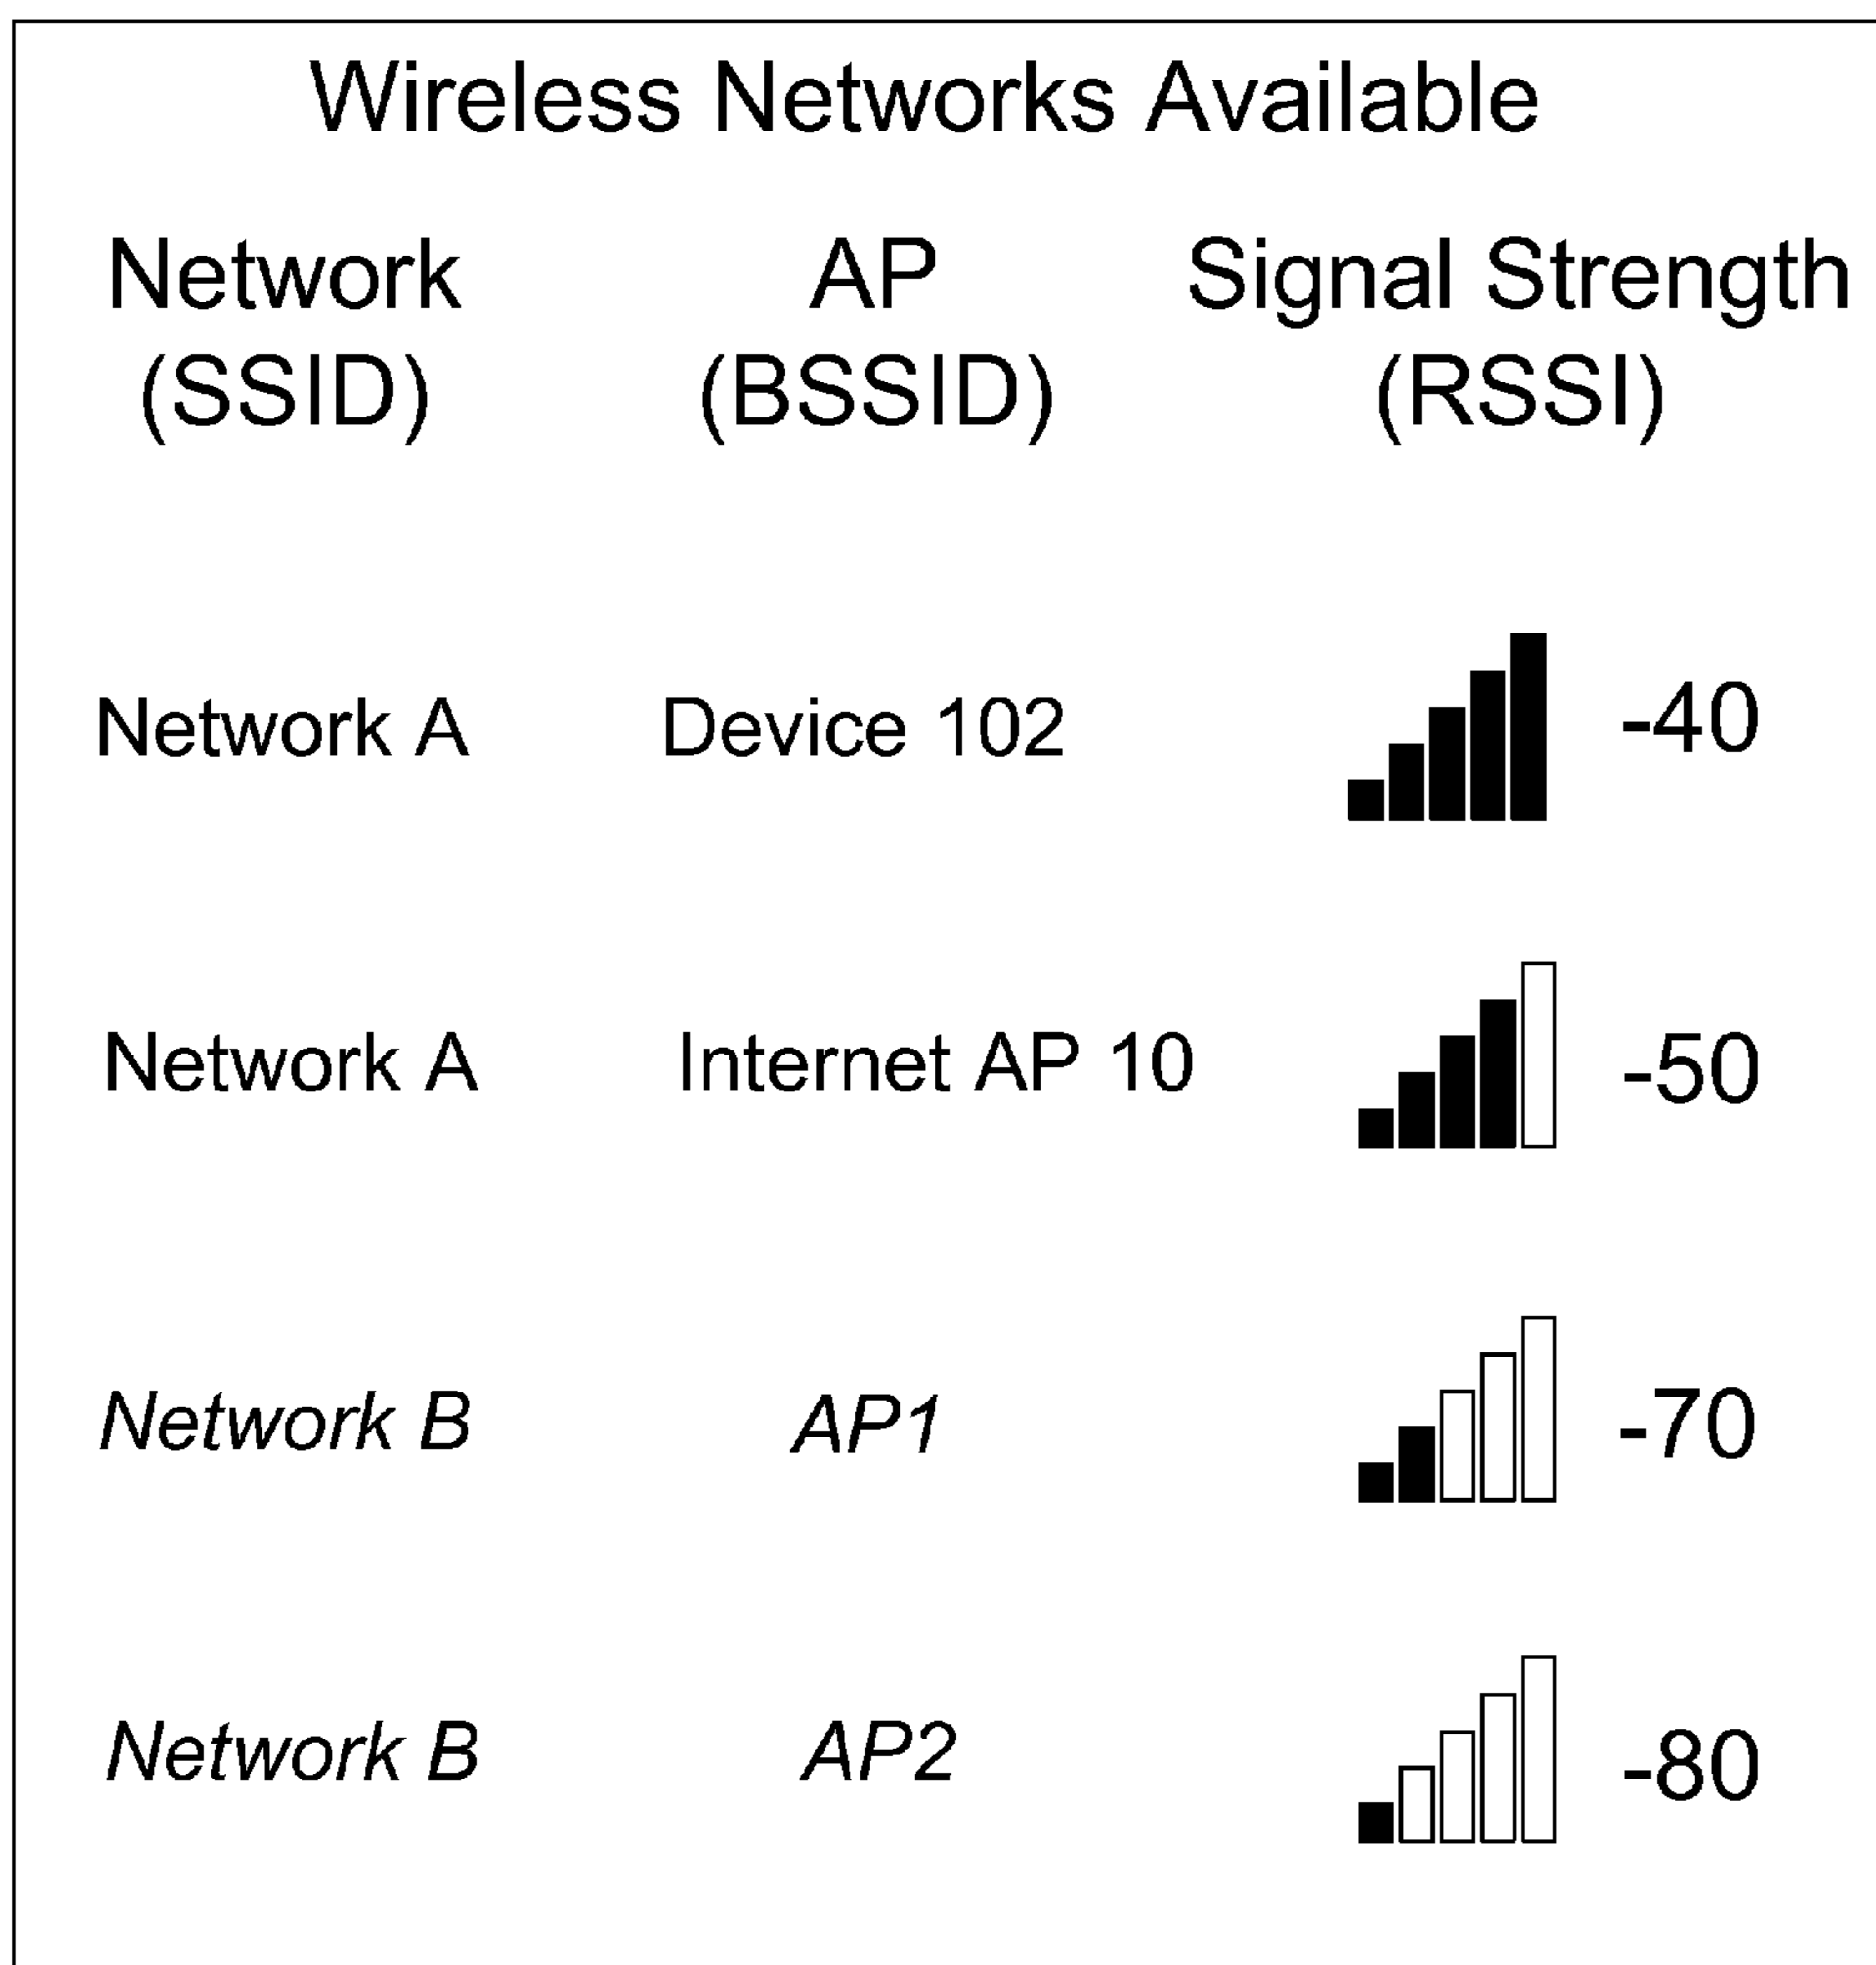 Wireless Networks Available
Network AP Signal Strength
(SSID) (BSSID) (RSSI)
Network A Device 102 -40
Network A Internet AP 10 -50
Network B AP1 -70
Network B AP2 -80